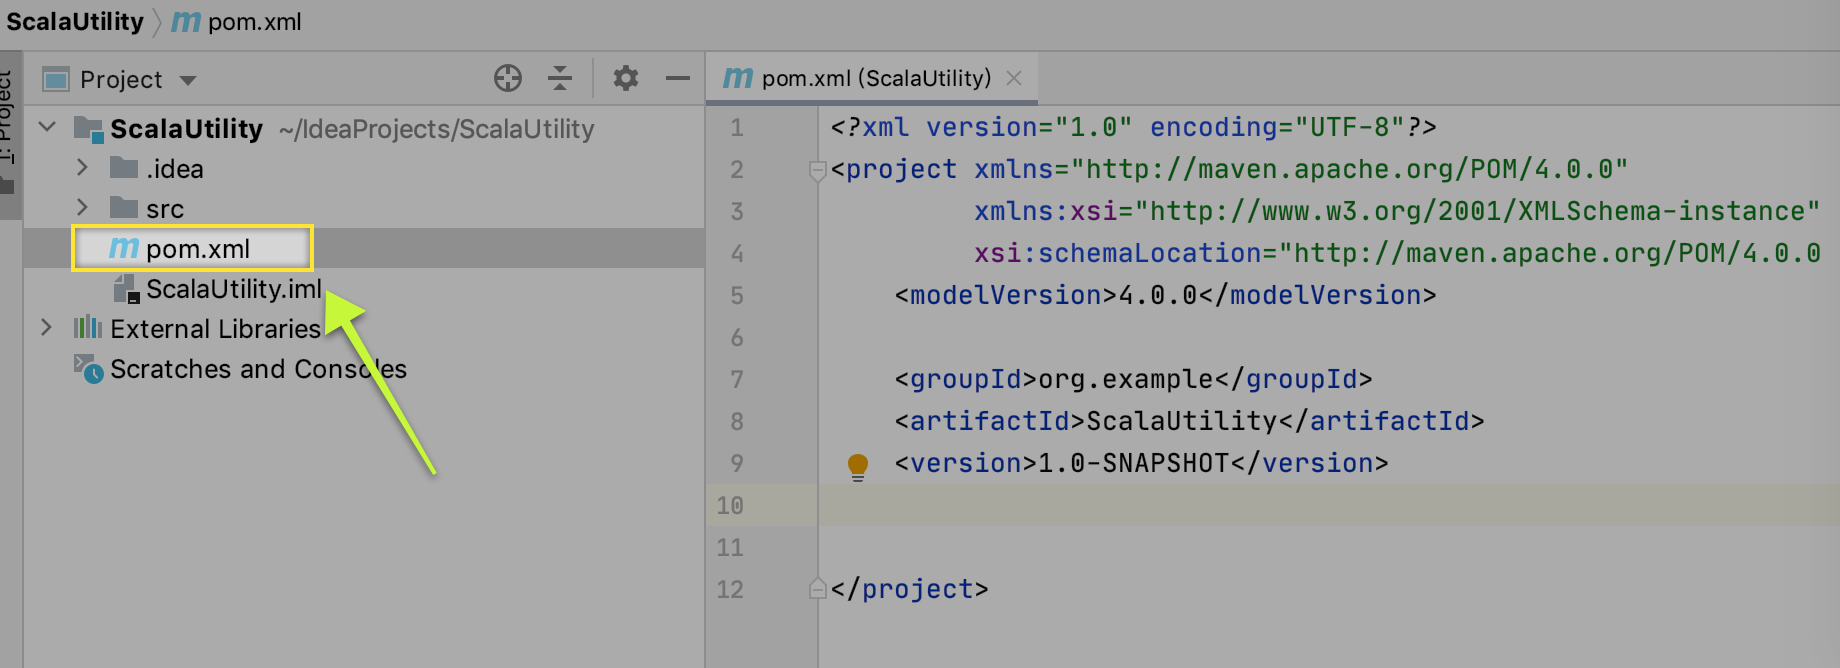 ScalaUtility pom.xml
Project
1: Project
ScalaUtility ~/IdeaProjects/ScalaUtility
.idea
src
pom.xml
ScalaUtility.iml
External Libraries
Scratches and Consoles
pom.xml (ScalaUtility)
1 <?xml version="1.0" encoding="UTF-8"?>
2 <project xmlns="http://maven.apache.org/POM/4.0.0"
3 xmlns:xsi="http://www.w3.org/2001/XMLSchema-instance"
4 xsi:schemaLocation="http://maven.apache.org/POM/4.0.0
5 <modelVersion>4.0.0</modelVersion>
6
7 <groupId>org.example</groupId>
8 <artifactId>ScalaUtility</artifactId>
9 <version>1.0-SNAPSHOT</version>
10
11
12 </project>